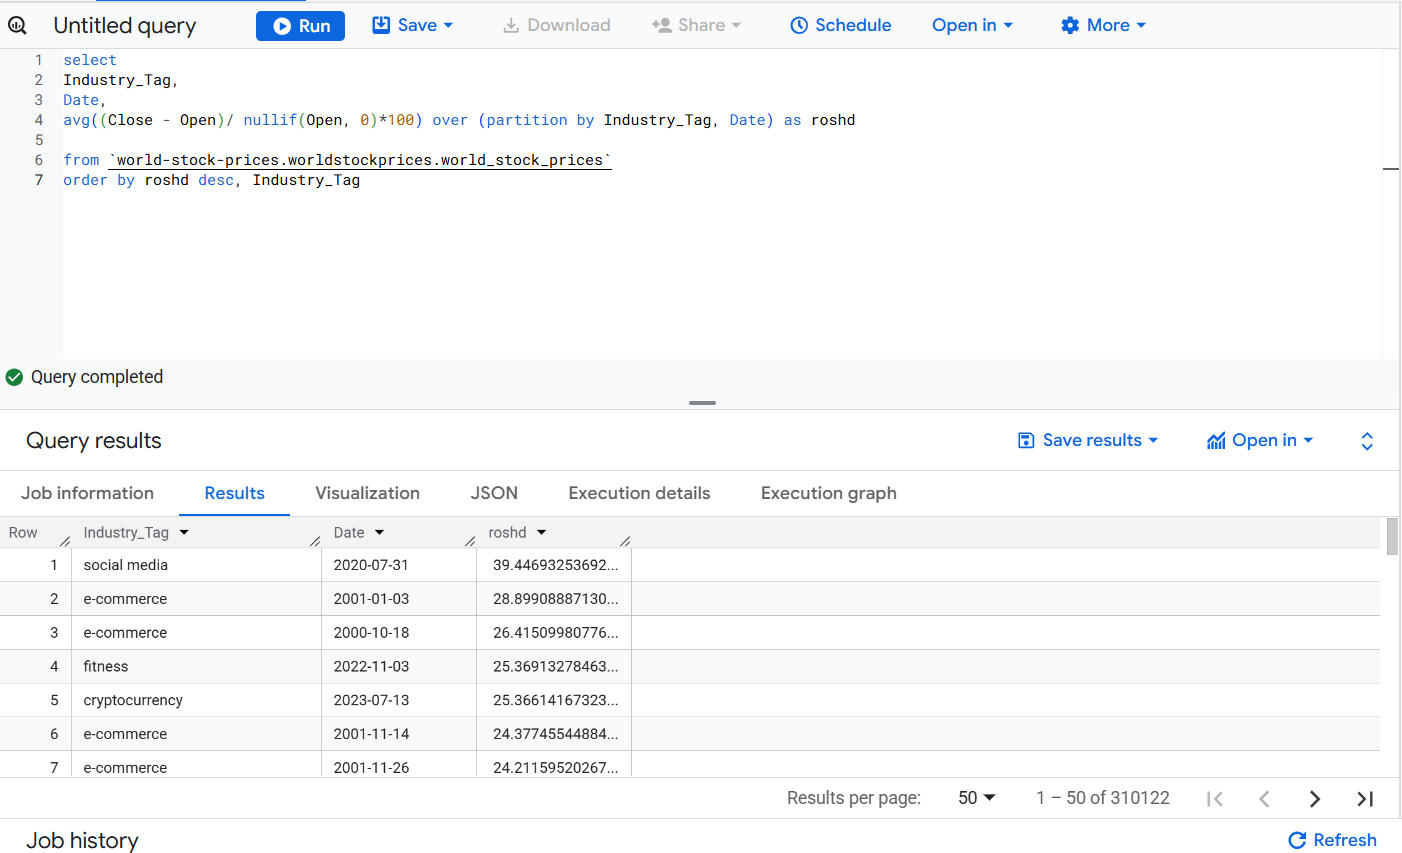 Untitled query Run Save Download Share Schedule Open in More
1 select
2 Industry_Tag,
3 Date,
4 avg((Close - Open)/ nullif(Open, 0)*100) over (partition by Industry_Tag, Date) as roshd
5
6 from `world-stock-prices.worldstockprices.world_stock_prices`
7 order by roshd desc, Industry_Tag
Query completed
Query results Save results Open in
Job information Results Visualization JSON Execution details Execution graph
Row Industry_Tag Date roshd
1 social media 2020-07-31 39.44693253692...
2 e-commerce 2001-01-03 28.89908887130...
3 e-commerce 2000-10-18 26.41509980776...
4 fitness 2022-11-03 25.36913278463...
5 cryptocurrency 2023-07-13 25.36614167323...
6 e-commerce 2001-11-14 24.37745544884...
7 e-commerce 2001-11-26 24.21159520267...
Results per page: 50 1 – 50 of 310122
Job history Refresh